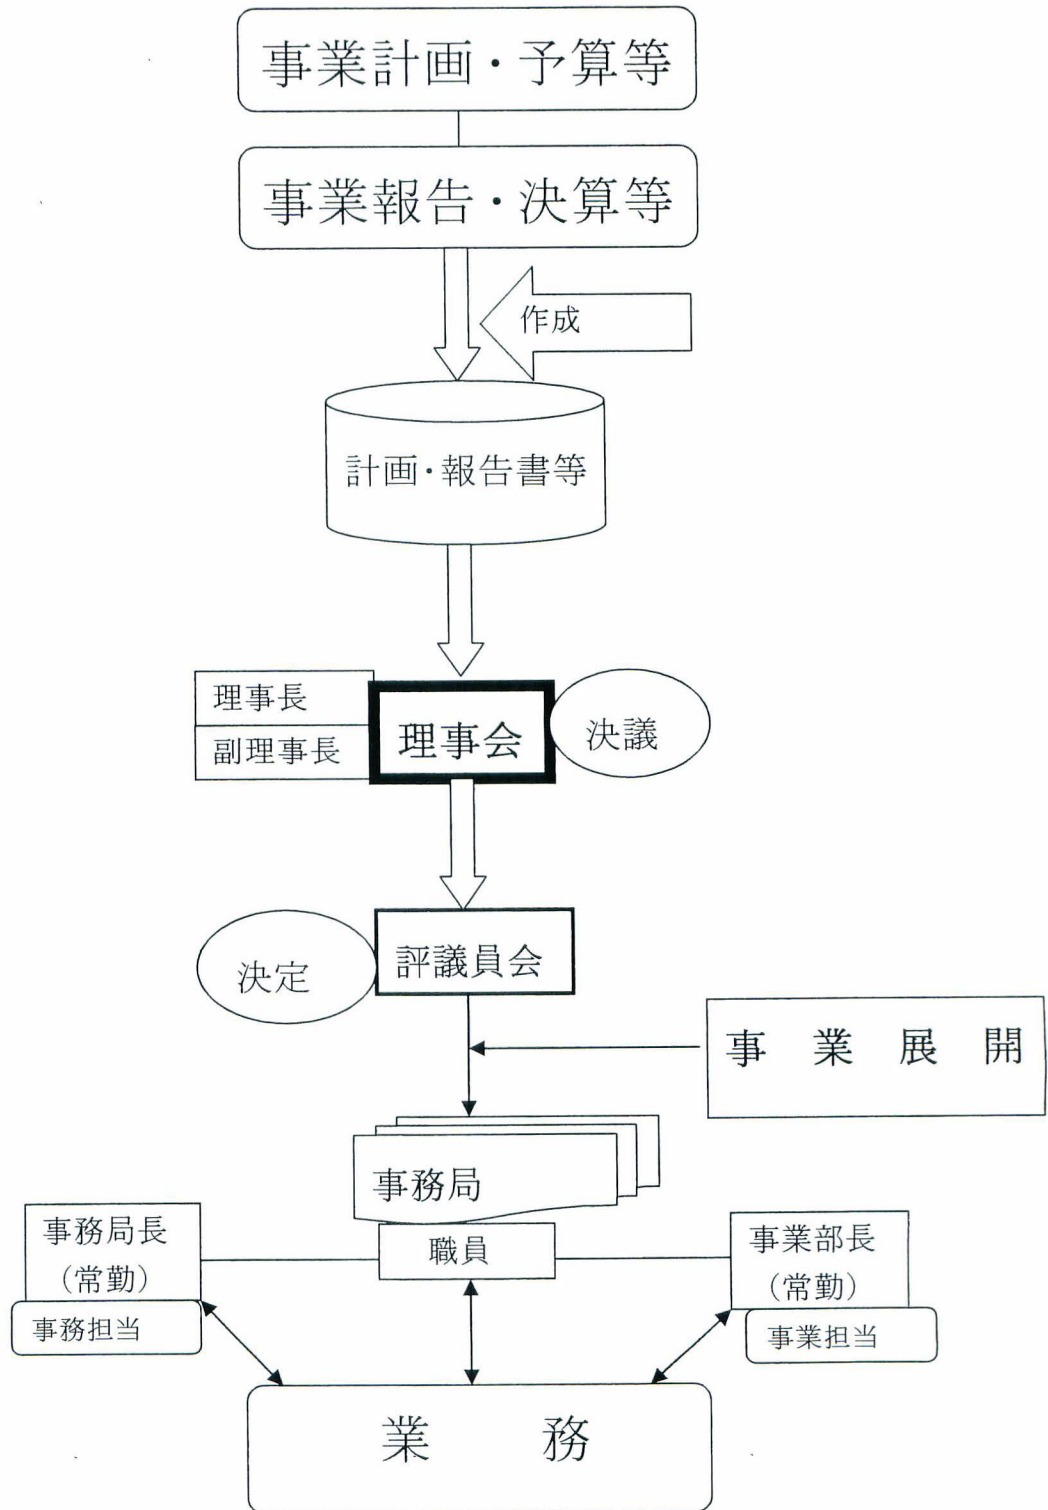 事業計画・予算等
事業報告・決算等
作成
計画・報告書等
理事長
副理事長
理事会
決議
決定
評議員会
事 業 展 開
事務局
職員
事務局長
（常勤）
事務担当
事業部長
（常勤）
事業担当
業 務